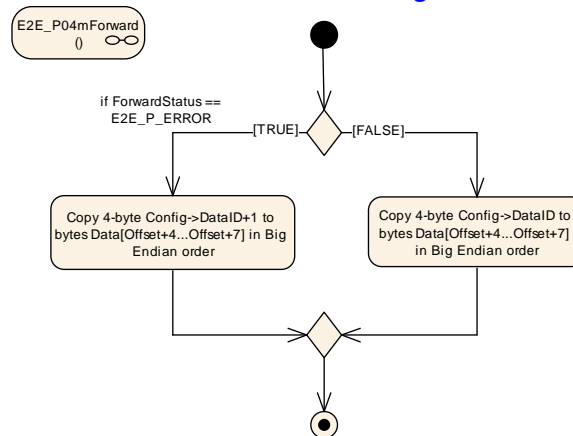 E2E_P04mForward
()
if ForwardStatus ==
E2E_P_ERROR
[TRUE]
[FALSE]
Copy 4-byte Config->DataID+1 to
bytes Data[Offset+4...Offset+7] in Big
Endian order
Copy 4-byte Config->DataID to
bytes Data[Offset+4...Offset+7]
in Big Endian order